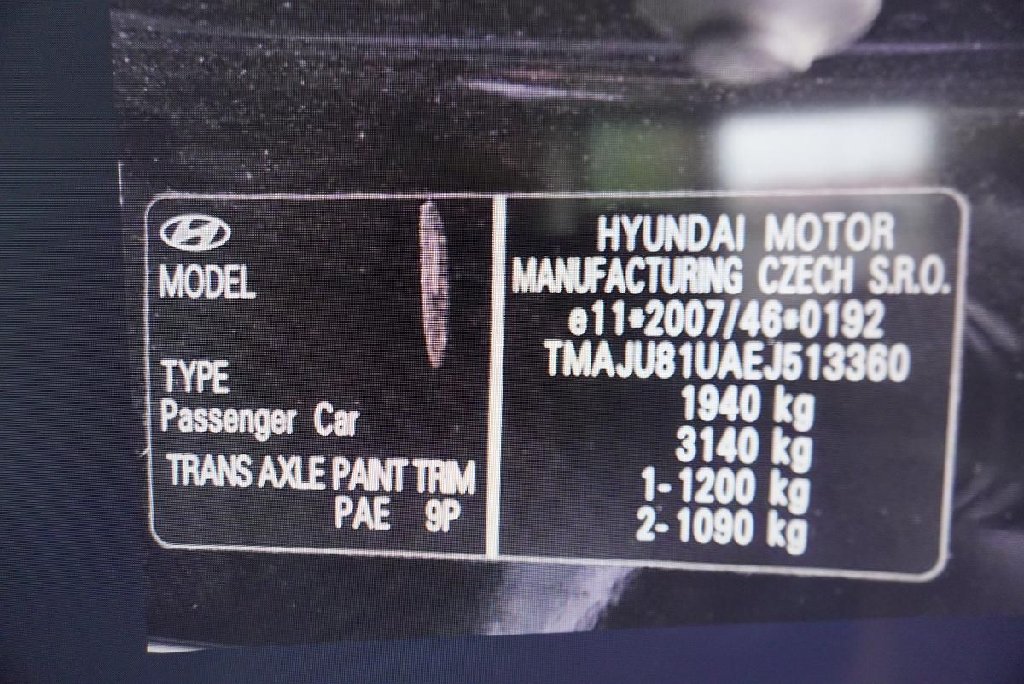 MODEL
TYPE
Passenger Car
TRANS AXLE PAINT TRIM
PAE 9P
HYUNDAI MOTOR
MANUFACTURING CZECH S.R.O.
e11*2007/46*0192
TMAJU81UAEJ513360
1940 kg
3140 kg
1-1200 kg
2-1090 kg